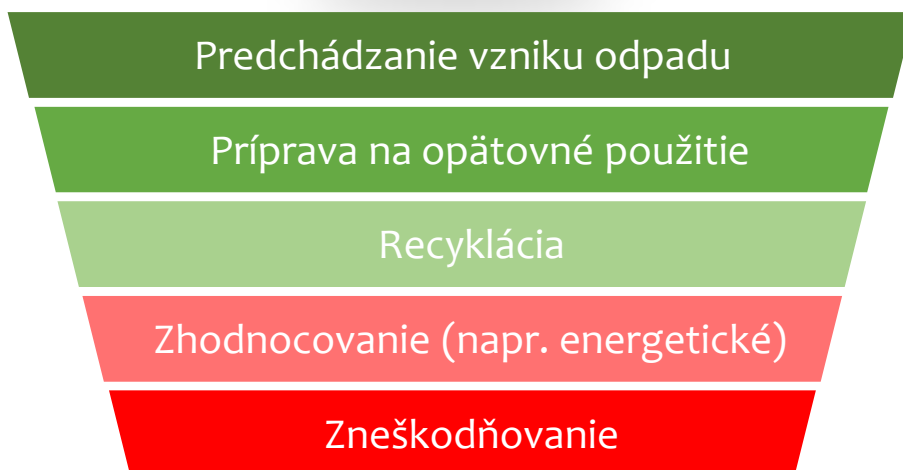 Predchádzanie vzniku odpadu
Príprava na opätovné použitie
Recyklácia
Zhodnocovanie (napr. energetické)
Zneškodňovanie